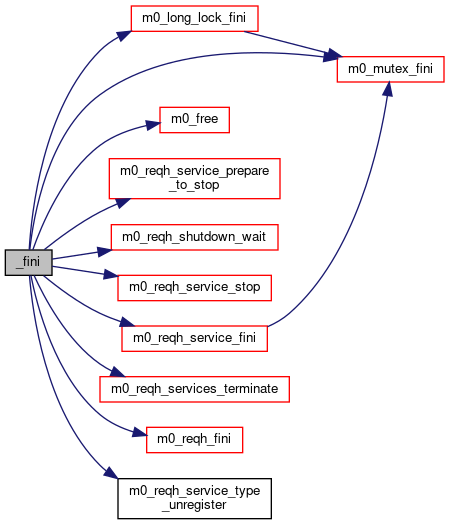 m0_long_lock_fini
m0_mutex_fini
m0_free
m0_reqh_service_prepare
_to_stop
m0_reqh_shutdown_wait
_fini
m0_reqh_service_stop
m0_reqh_service_fini
m0_reqh_services_terminate
m0_reqh_fini
m0_reqh_service_type
_unregister